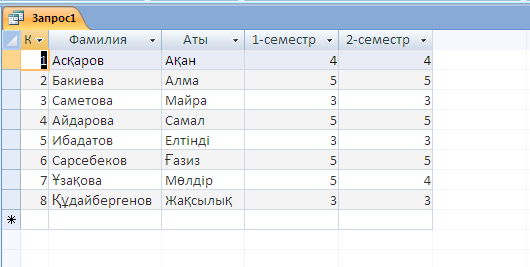 Запрос1
К Фамилия Аты 1-семестр 2-семестр
1 Асқаров Ақан 4 4
2 Бакиева Алма 5 5
3 Саметова Майра 3 3
4 Айдарова Самал 5 5
5 Ибадатов Елтінді 3 3
6 Сарсебеков Ғазиз 5 5
7 Ұзақова Мөлдір 5 4
8 Құдайбергенов Жақсылық 3 3